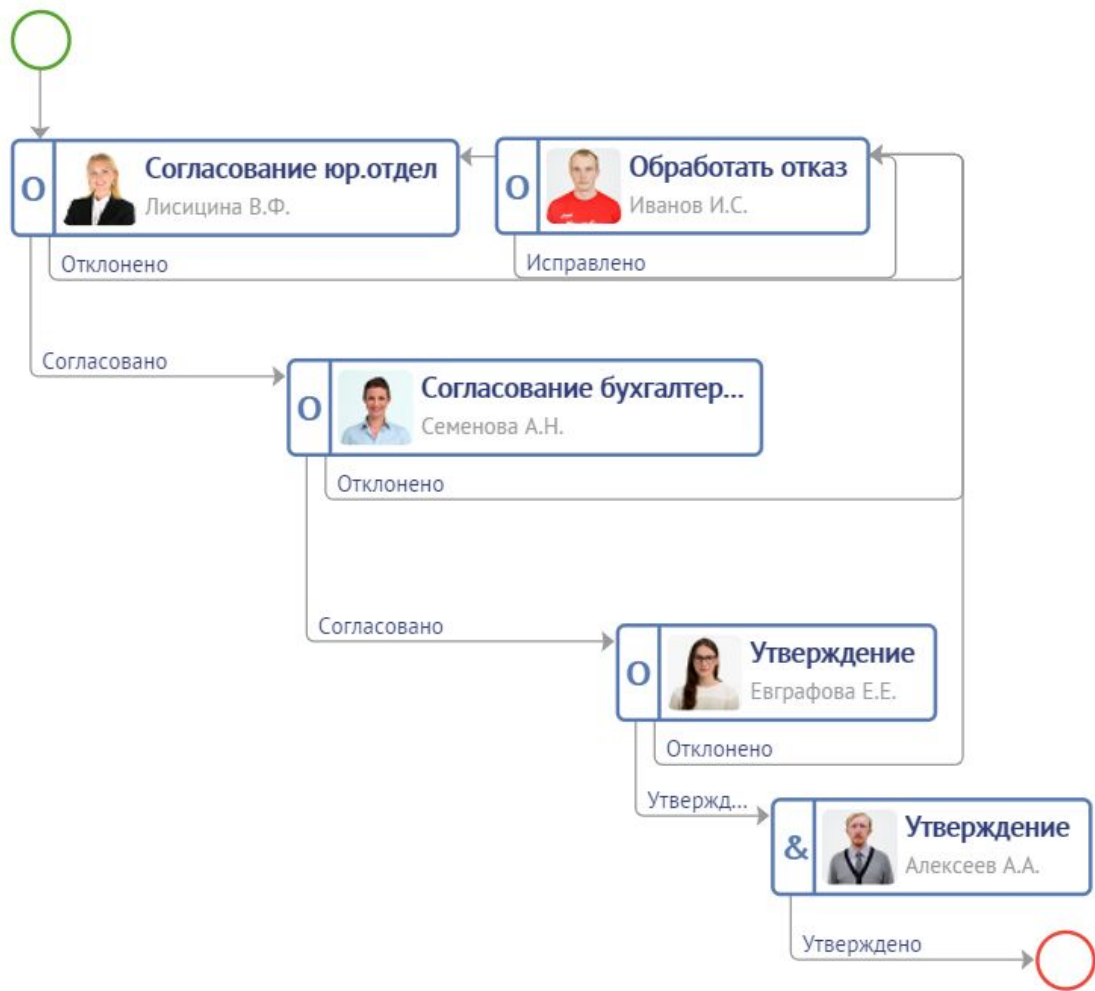 О
Согласование юр.отдел
Лисицина В.Ф.
О
Обработать отказ
Иванов И.С.
Отклонено
Исправлено
Согласовано
О
Согласование бухгалтер...
Семенова А.Н.
Отклонено
Согласовано
О
Утверждение
Евграфова Е.Е.
Отклонено
Утвержд...
&
Утверждение
Алексеев А.А.
Утверждено